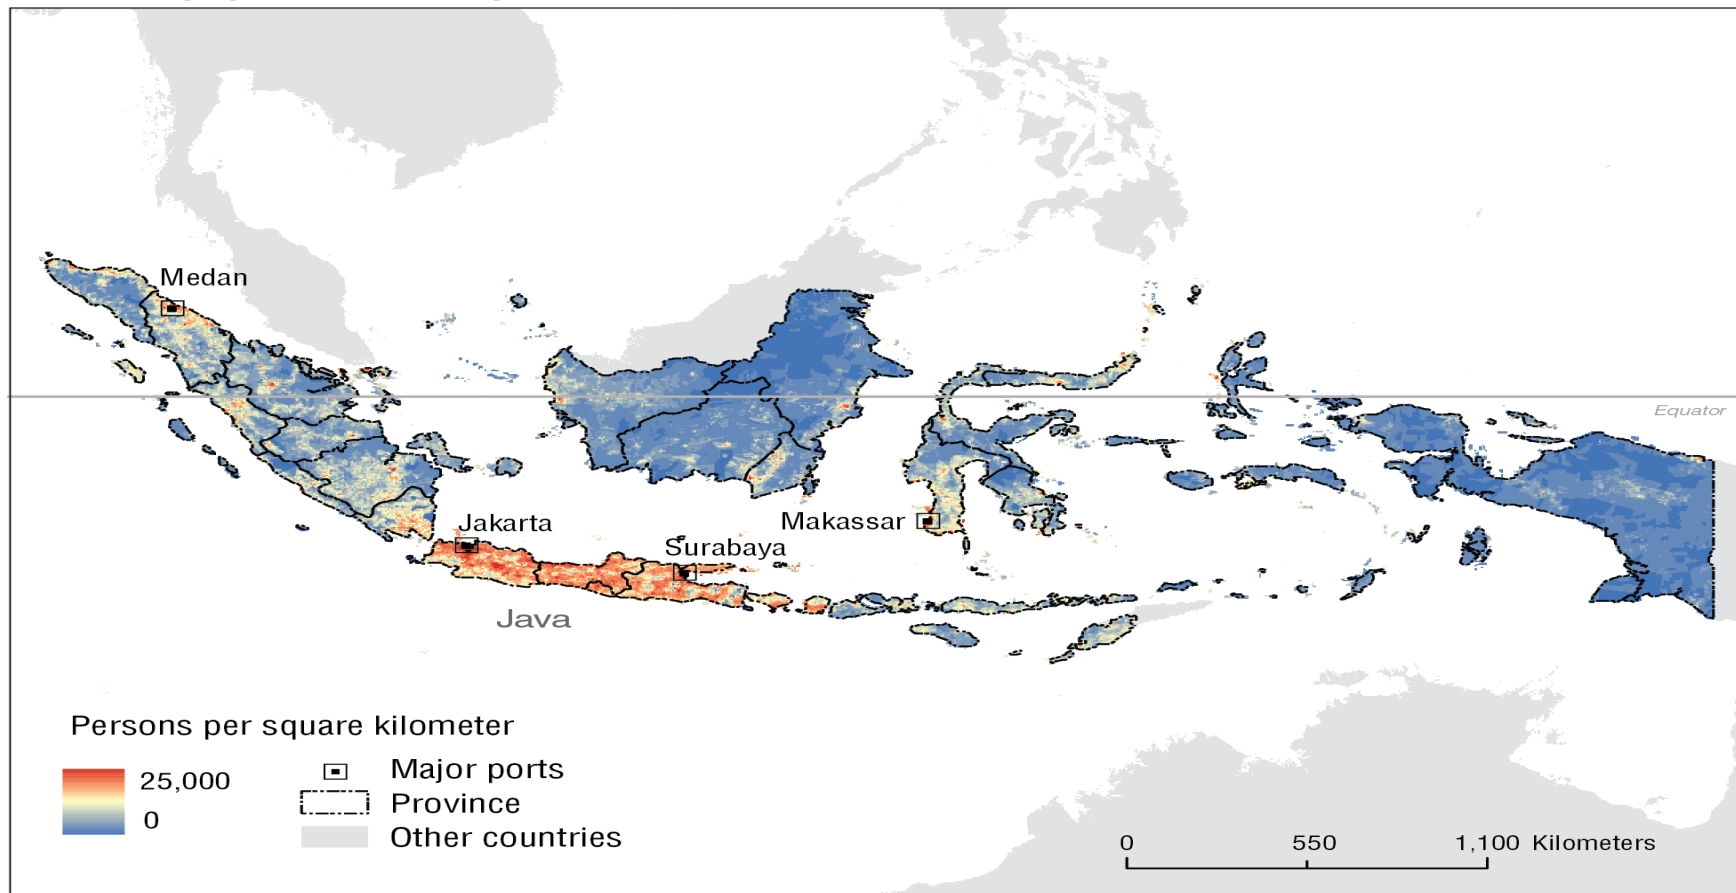 Medan
Equator
Jakarta
Makassar
Surabaya
Java
Persons per square kilometer
25,000
0
Major ports
Province
Other countries
0 550 1,100 Kilometers